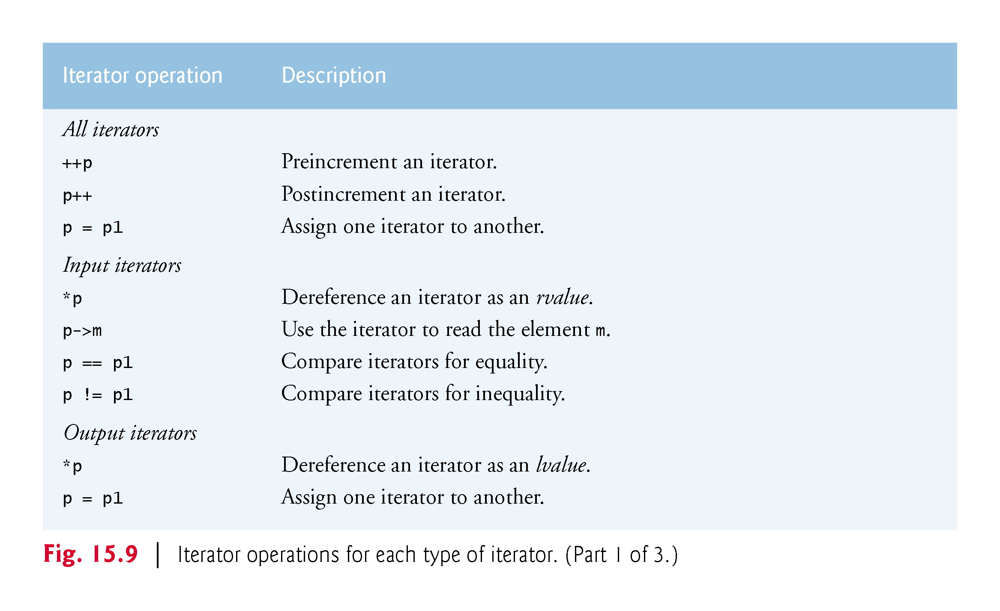 Iterator operation Description
All iterators
++p Preincrement an iterator.
p++ Postincrement an iterator.
p = p1 Assign one iterator to another.
Input iterators
*p Dereference an iterator as an rvalue.
p->m Use the iterator to read the element m.
p == p1 Compare iterators for equality.
p != p1 Compare iterators for inequality.
Output iterators
*p Dereference an iterator as an lvalue.
p = p1 Assign one iterator to another.
Fig. 15.9 | Iterator operations for each type of iterator. (Part 1 of 3.)